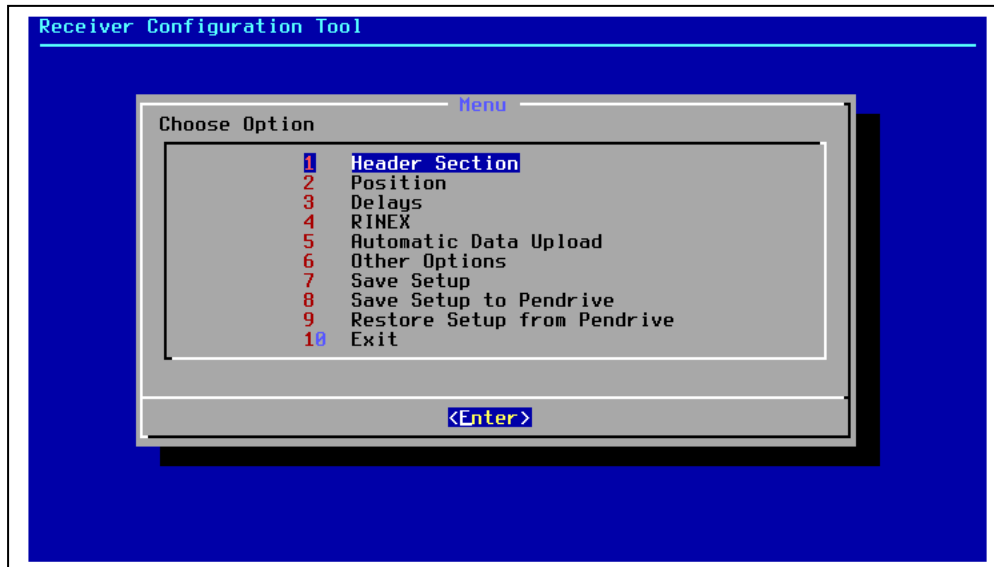 Receiver Configuration Tool
Menu
Choose Option
1 Header Section
2 Position
3 Delays
4 RINEX
5 Automatic Data Upload
6 Other Options
7 Save Setup
8 Save Setup to Pendrive
9 Restore Setup from Pendrive
10 Exit
<Enter>